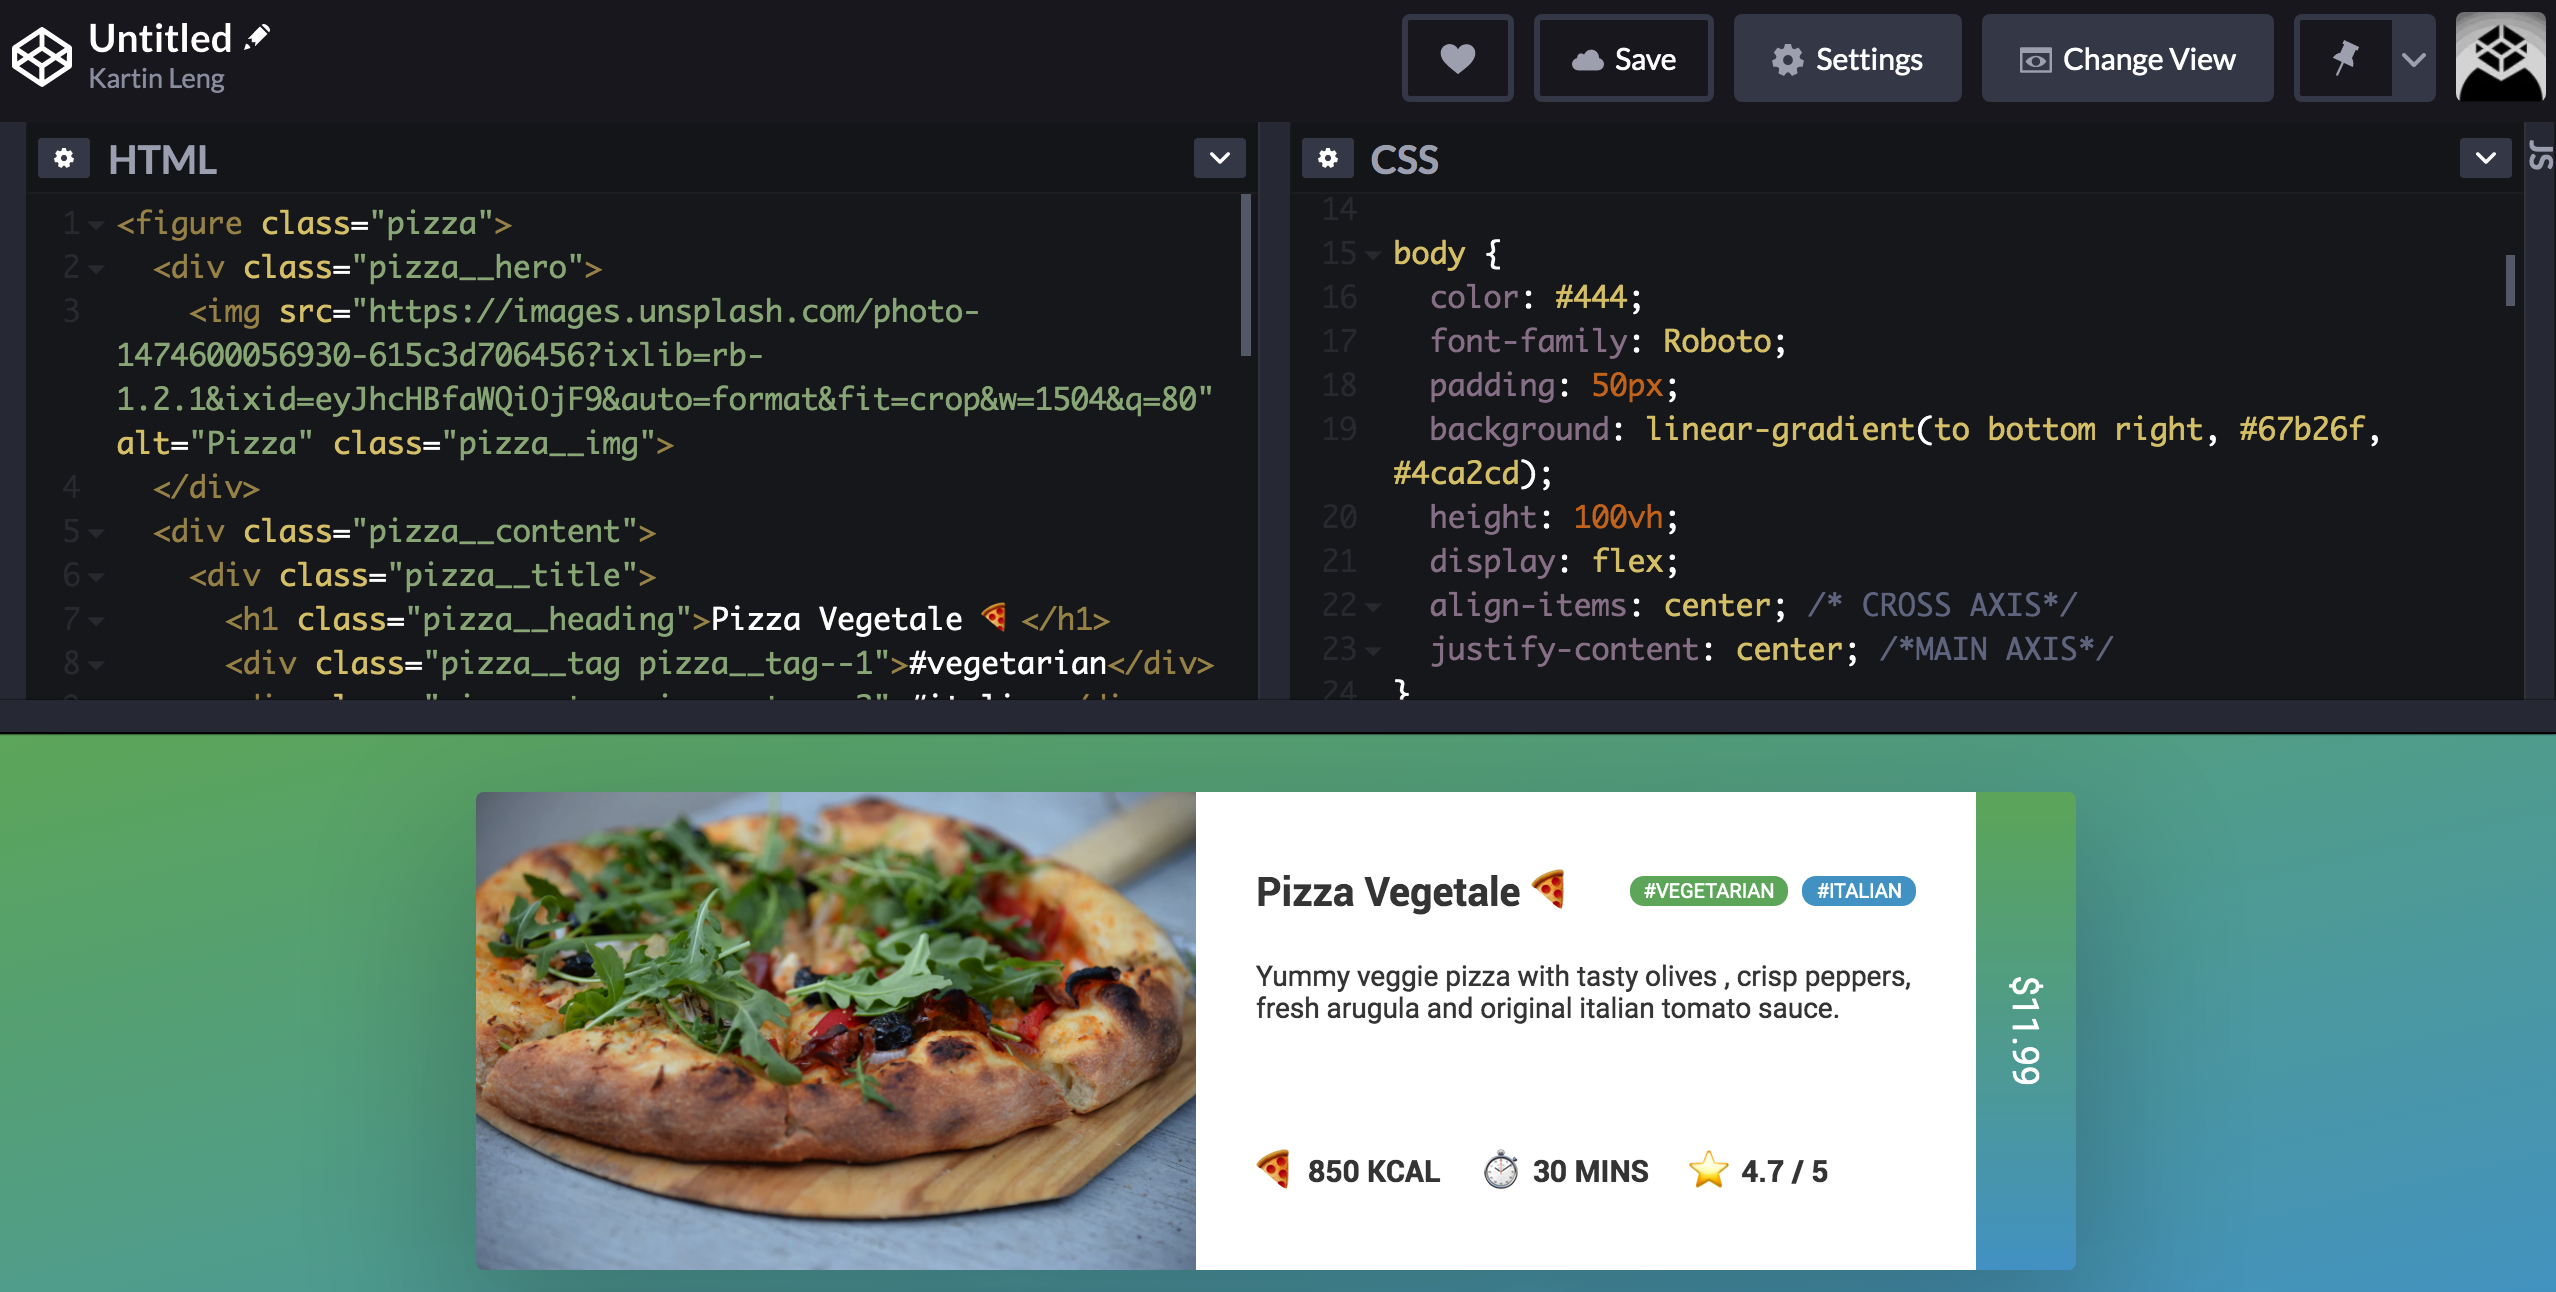 Untitled
Kartin Leng
Save
Settings
Change View
HTML
1 <figure class="pizza">
2 <div class="pizza__hero">
3 <img src="https://images.unsplash.com/photo-
1474600056930-615c3d706456?ixlib=rb-
1.2.1&ixid=eyJhcHBfaWQiOjF9&auto=format&fit=crop&w=1504&q=80"
alt="Pizza" class="pizza__img">
4 </div>
5 <div class="pizza__content">
6 <div class="pizza__title">
7 <h1 class="pizza__heading">Pizza Vegetale 🍕 </h1>
8 <div class="pizza__tag pizza__tag--1">#vegetarian</div>
CSS
14
15 body {
16 color: #444;
17 font-family: Roboto;
18 padding: 50px;
19 background: linear-gradient(to bottom right, #67b26f,
#4ca2cd);
20 height: 100vh;
21 display: flex;
22 align-items: center; /* CROSS AXIS*/
23 justify-content: center; /*MAIN AXIS*/
24 }
JS
Pizza Vegetale 🍕
#VEGETARIAN
#ITALIAN
Yummy veggie pizza with tasty olives , crisp peppers,
fresh arugula and original italian tomato sauce.
🍕 850 KCAL
⏱ 30 MINS
⭐ 4.7 / 5
$11.99